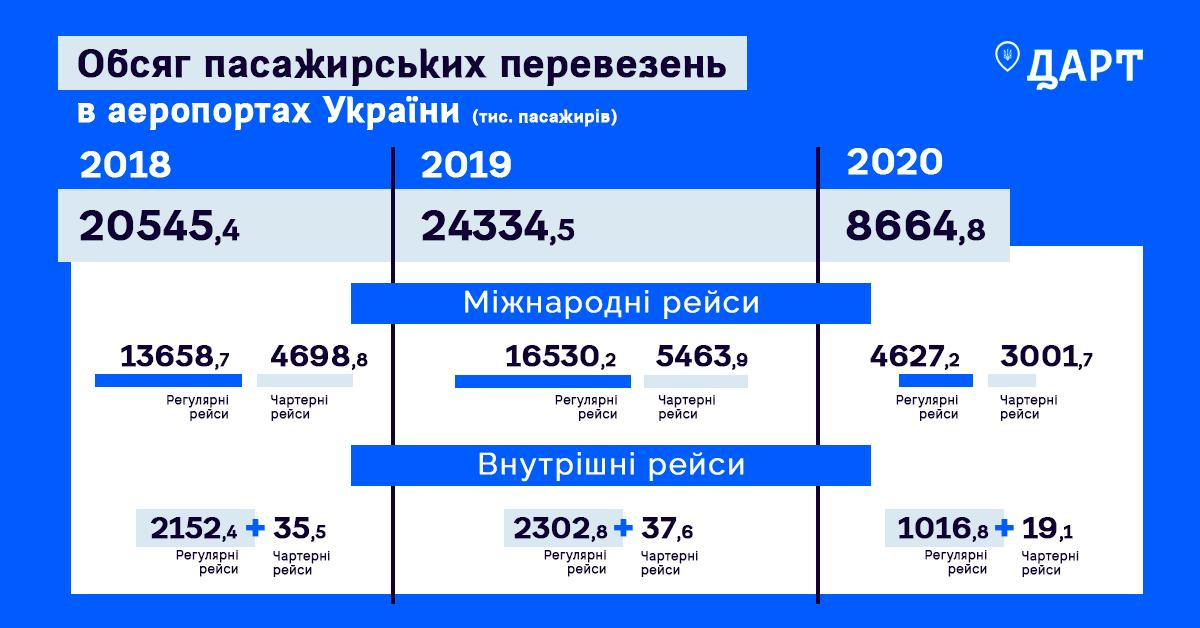 Обсяг пасажирських перевезень
ДАРТ
в аеропортах України (тис. пасажирів)
2018 2019 2020
20545,4 24334,5 8664,8
Міжнародні рейси
13658,7 4698,8 16530,2 5463,9 4627,2 3001,7
Регулярні Чартерні Регулярні Чартерні Регулярні Чартерні
рейси рейси рейси рейси рейси рейси
Внутрішні рейси
2152,4 + 35,5 2302,8 + 37,6 1016,8 + 19,1
Регулярні Чартерні Регулярні Чартерні Регулярні Чартерні
рейси рейси рейси рейси рейси рейси